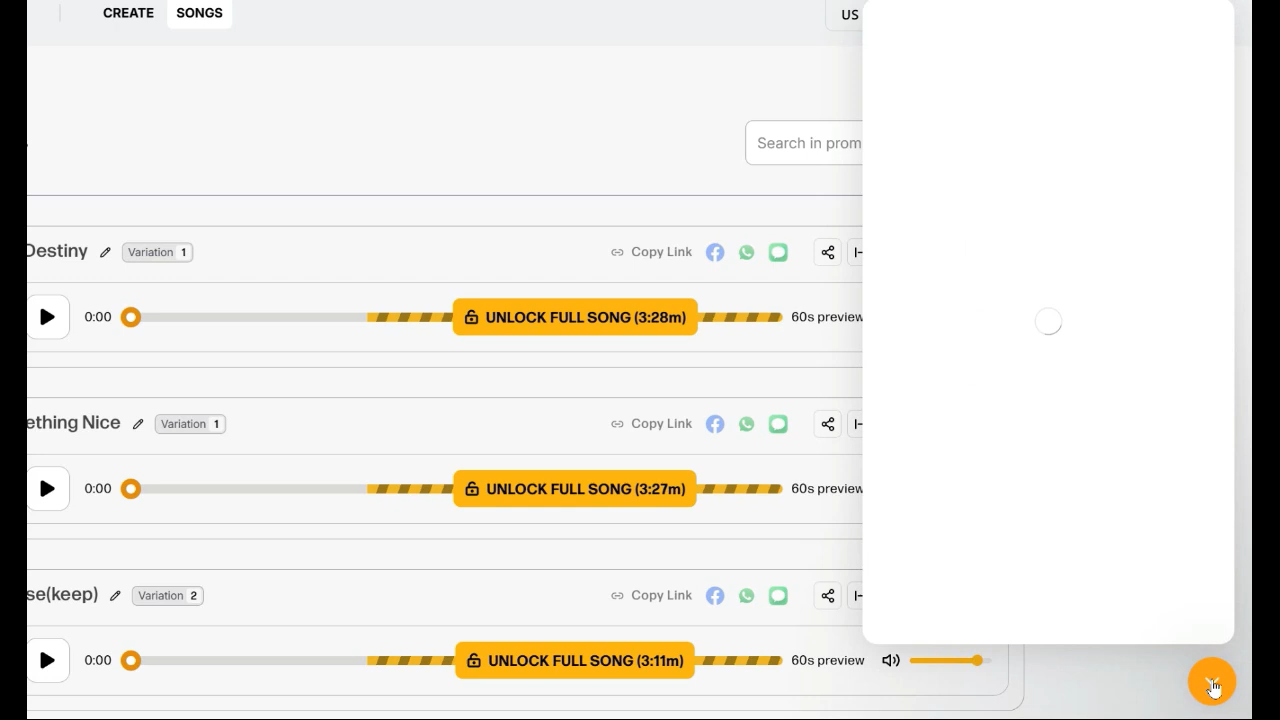 CREATE SONGS US
Search in prom
Destiny Variation 1 Copy Link
0:00 UNLOCK FULL SONG (3:28m) 60s preview
ething Nice Variation 1 Copy Link
0:00 UNLOCK FULL SONG (3:27m) 60s preview
se(keep) Variation 2 Copy Link
0:00 UNLOCK FULL SONG (3:11m) 60s preview